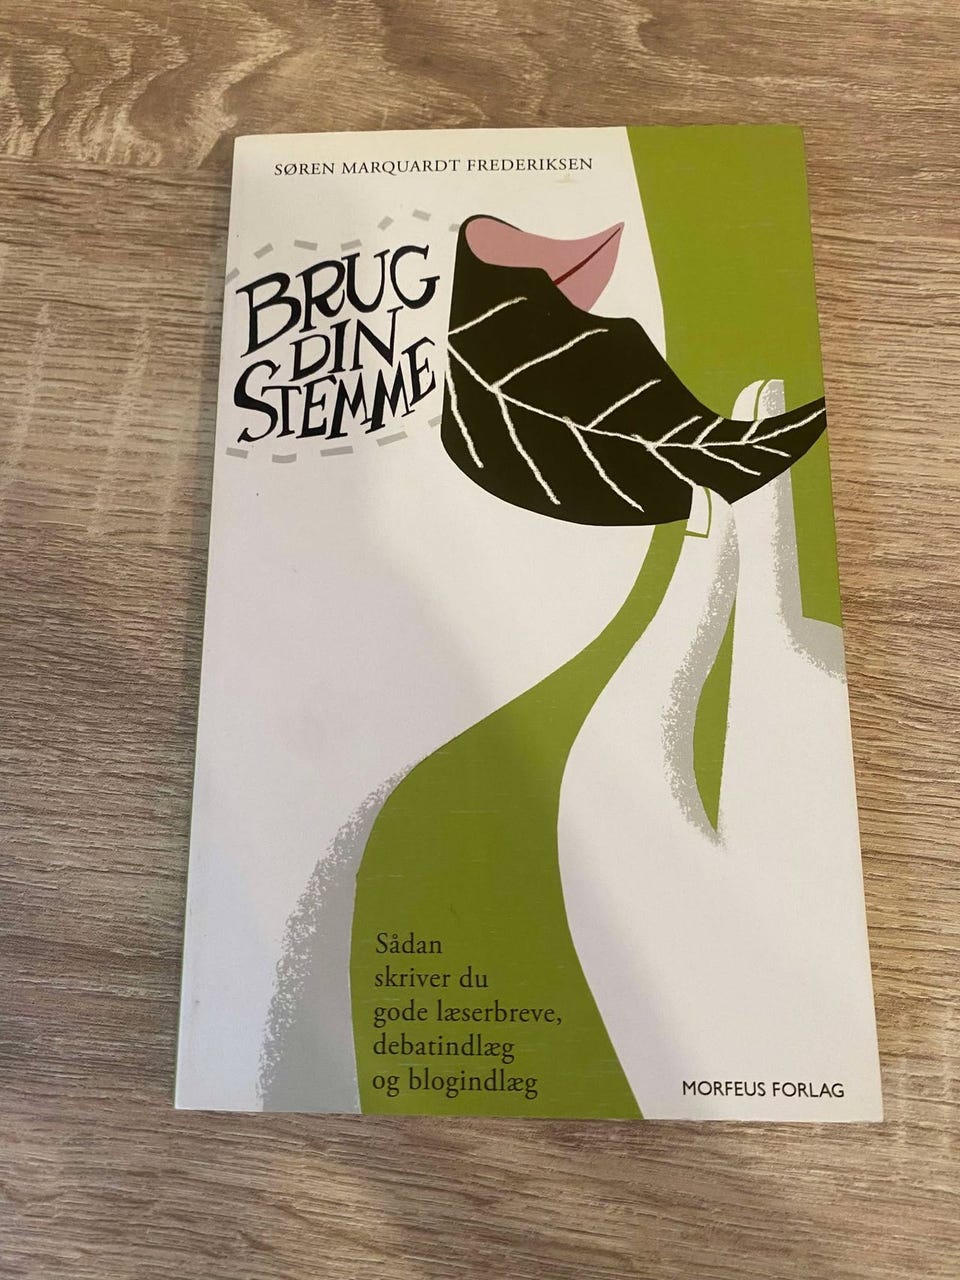 SØREN MARQUARDT FREDERIKSEN
BRUG
DIN
STEMME
Sådan
skriver du
gode læserbreve,
debatindlæg
og blogindlæg
MORFEUS FORLAG